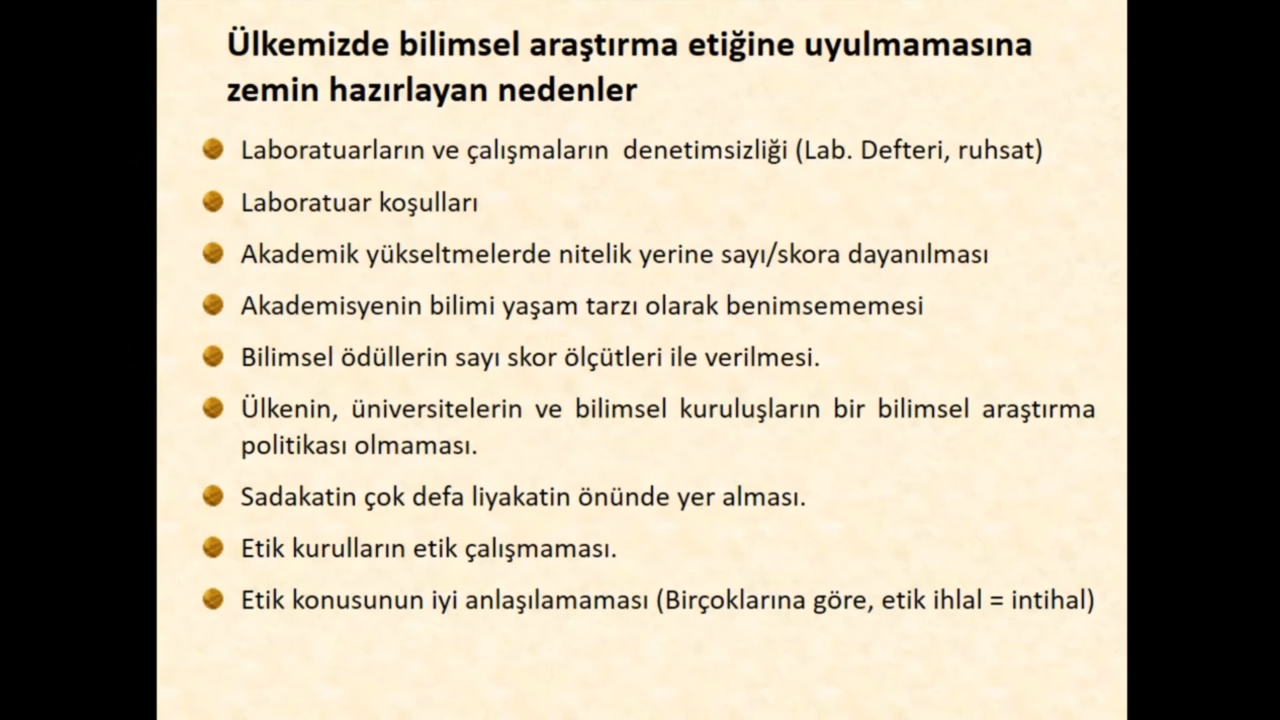 Ülkemizde bilimsel araştırma etiğine uyulmamasına
zemin hazırlayan nedenler
Laboratuarların ve çalışmaların denetimsizliği (Lab. Defteri, ruhsat)
Laboratuar koşulları
Akademik yükseltmelerde nitelik yerine sayı/skora dayanılması
Akademisyenin bilimi yaşam tarzı olarak benimsememesi
Bilimsel ödüllerin sayı skor ölçütleri ile verilmesi.
Ülkenin, üniversitelerin ve bilimsel kuruluşların bir bilimsel araştırma
politikası olmaması.
Sadakatin çok defa liyakatin önünde yer alması.
Etik kurulların etik çalışmaması.
Etik konusunun iyi anlaşılamaması (Birçoklarına göre, etik ihlal = intihal)